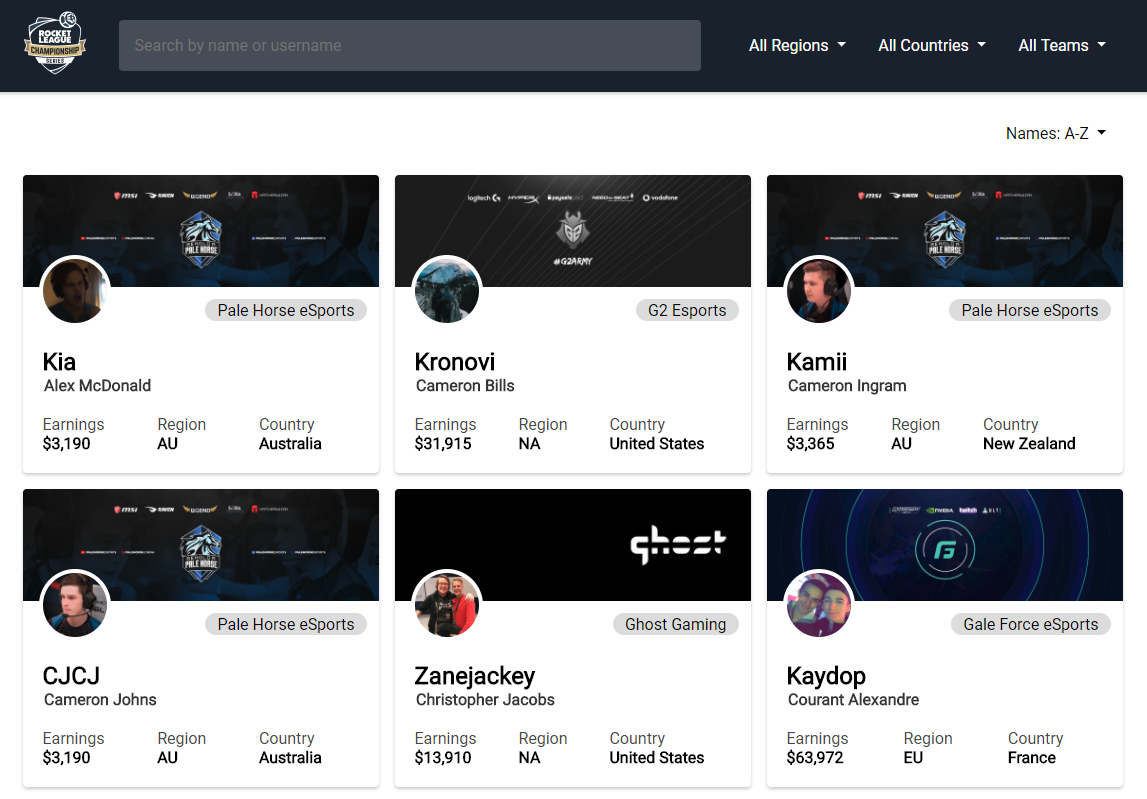 ROCKET
LEAGUE
CHAMPIONSHIP
SERIES
Search by name or username
All Regions
All Countries
All Teams
Names: A-Z
msi RAVEN LEGEND
PALE HORSE
Pale Horse eSports
Kia
Alex McDonald
Earnings Region Country
$3,190 AU Australia
logitech G HYPERX vodafone
#G2ARMY
G2 Esports
Kronovi
Cameron Bills
Earnings Region Country
$31,915 NA United States
msi RAVEN LEGEND
PALE HORSE
Pale Horse eSports
Kamii
Cameron Ingram
Earnings Region Country
$3,365 AU New Zealand
msi RAVEN LEGEND
PALE HORSE
Pale Horse eSports
CJCJ
Cameron Johns
Earnings Region Country
$3,190 AU Australia
ghost
Ghost Gaming
Zanejackey
Christopher Jacobs
Earnings Region Country
$13,910 NA United States
NVIDIA twitch
Gale Force eSports
Kaydop
Courant Alexandre
Earnings Region Country
$63,972 EU France